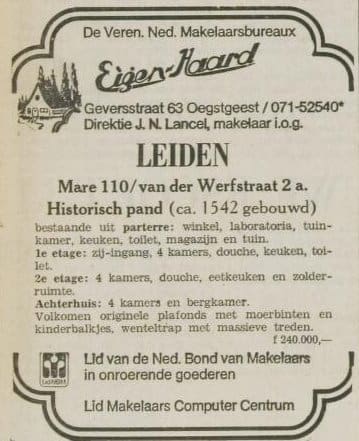 De Veren. Ned. Makelaarsbureaux
Eigen-Haard
Geversstraat 63 Oegstgeest / 071-52540*
Direktie J. N. Lancel, makelaar i.o.g.
LEIDEN
Mare 110/van der Werfstraat 2 a.
Historisch pand (ca. 1542 gebouwd)
bestaande uit parterre: winkel, laboratoria, tuin-
kamer, keuken, toilet, magazijn en tuin.
1e etage: zij-ingang, 4 kamers, douche, keuken, toi-
let.
2e etage: 4 kamers, douche, eetkeuken en zolder-
ruimte.
Achterhuis: 4 kamers en bergkamer.
Volkomen originele plafonds met moerbinten en
kinderbalkjes, wenteltrap met massieve treden.
f 240.000,—
Lid van de Ned. Bond van Makelaars
in onroerende goederen
Lid NBM
Lid Makelaars Computer Centrum